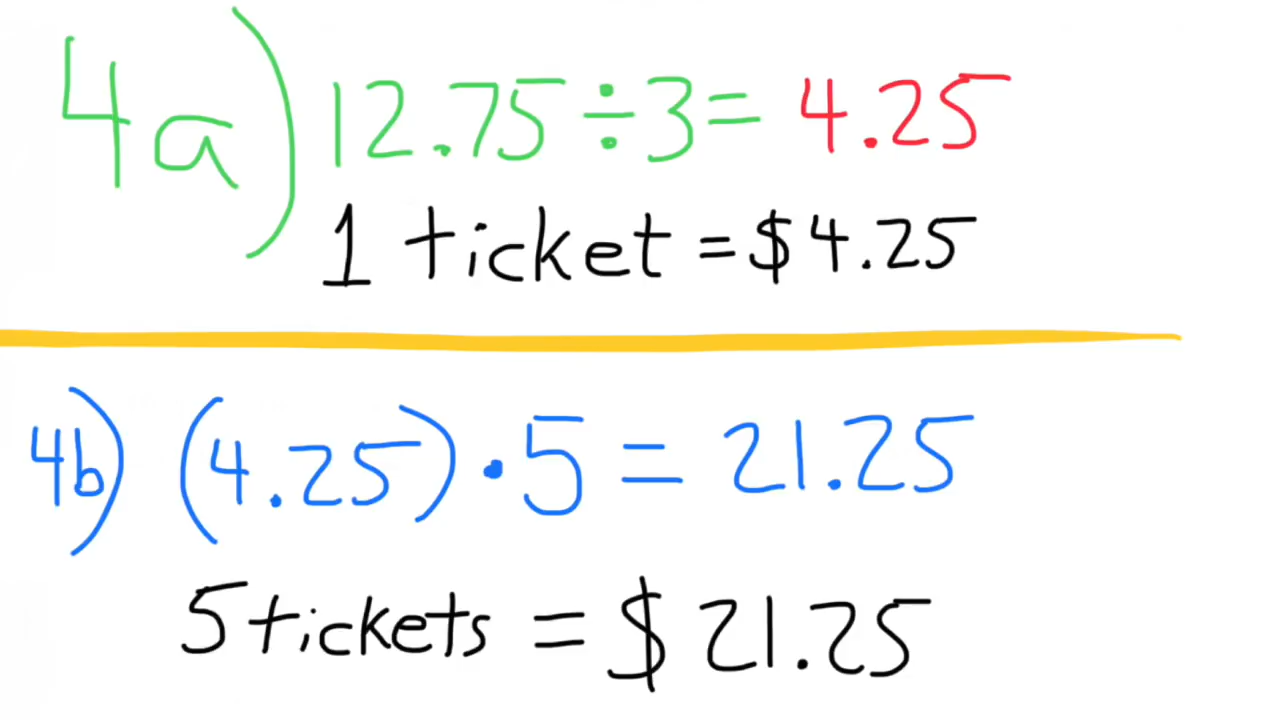 4a) 12.75÷3= 4.25
1 ticket = $4.25
4b) (4.25)·5 = 21.25
5 tickets = $21.25